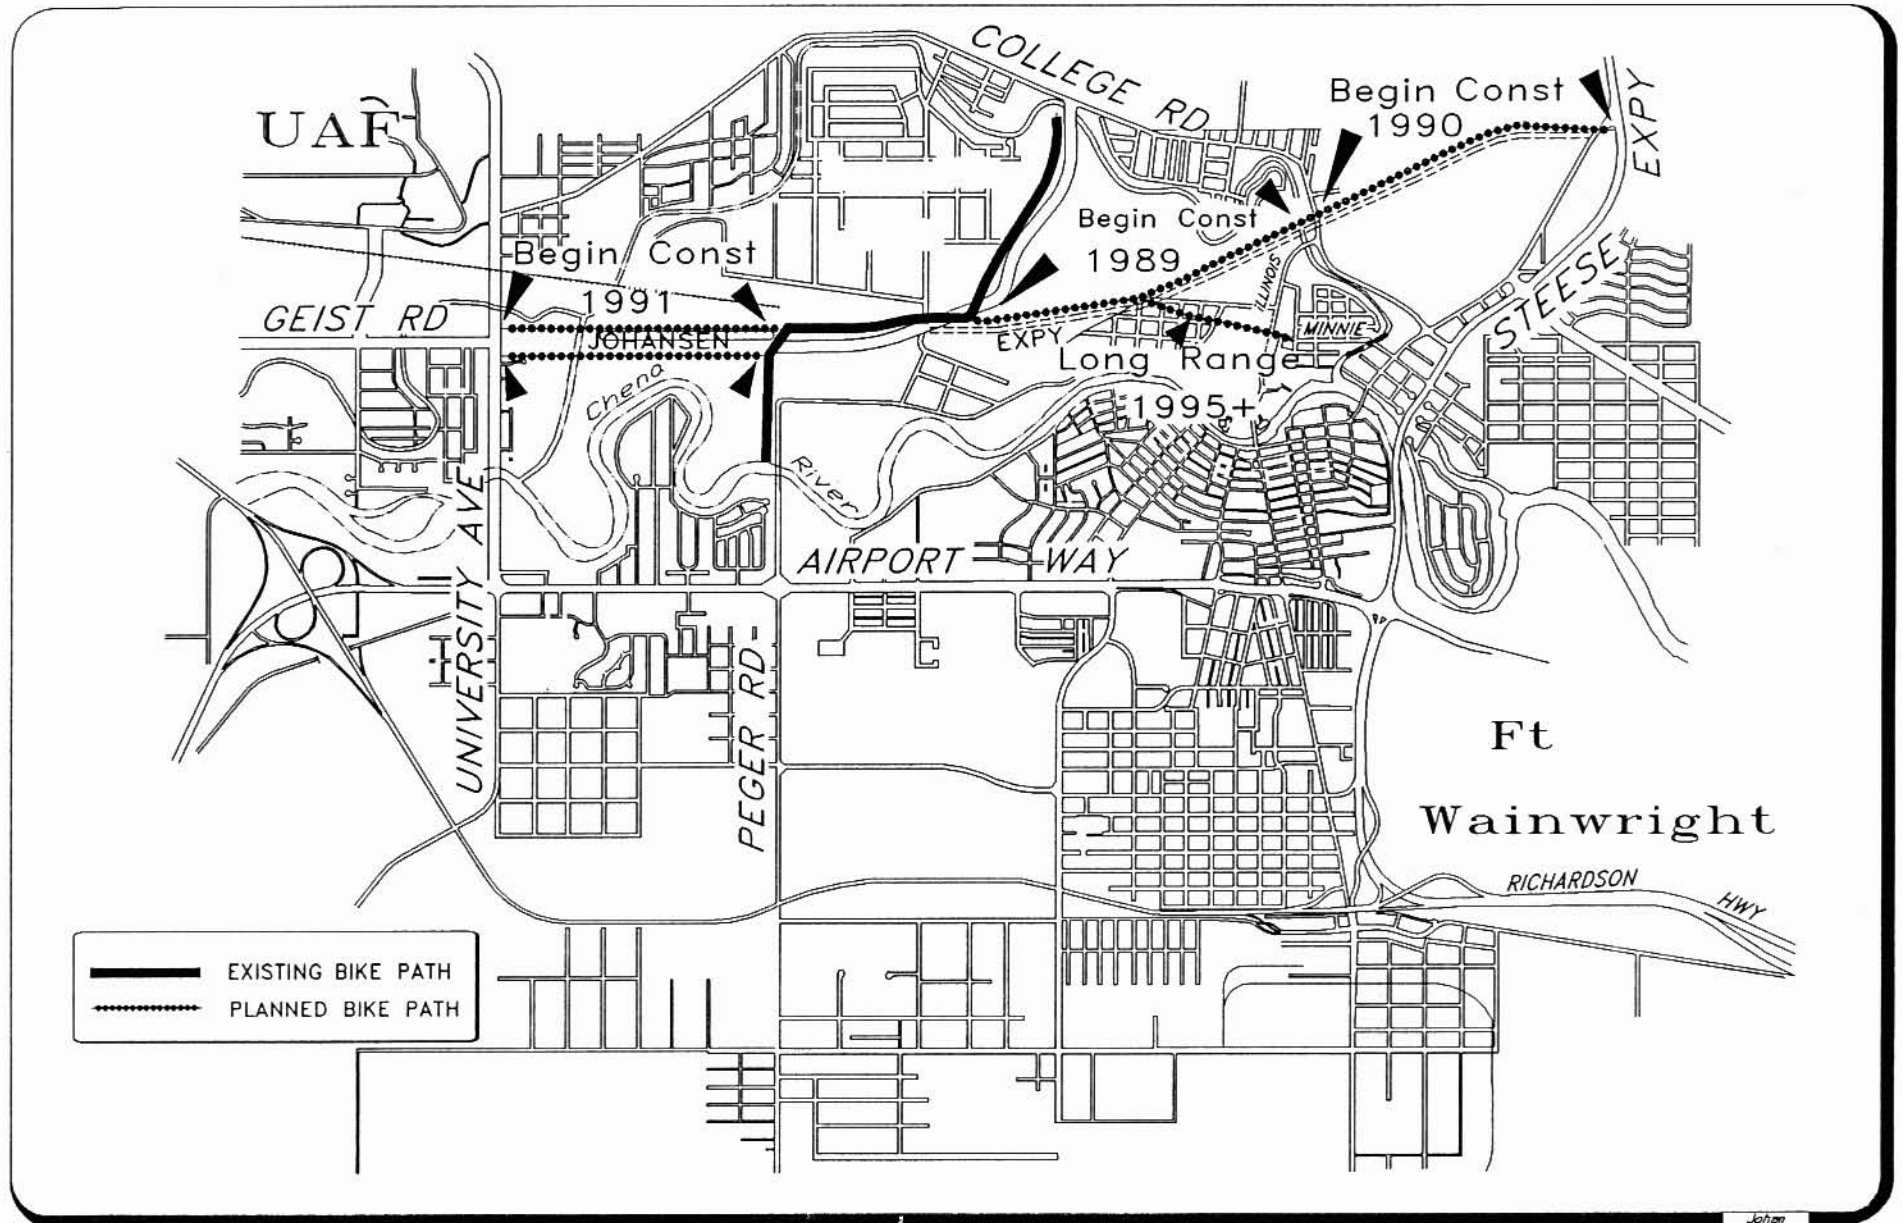 COLLEGE RD
Begin Const
1990
EXPY
UAF
Begin Const
1989
Begin Const
1991
STEESE
ILLINOIS
GEIST RD
JOHANSEN
EXPY
MINNIE
Long Range
1995+
Chena
River
UNIVERSITY AVE
AIRPORT WAY
PEGER RD
Ft
Wainwright
RICHARDSON
HWY
EXISTING BIKE PATH
PLANNED BIKE PATH
Johan